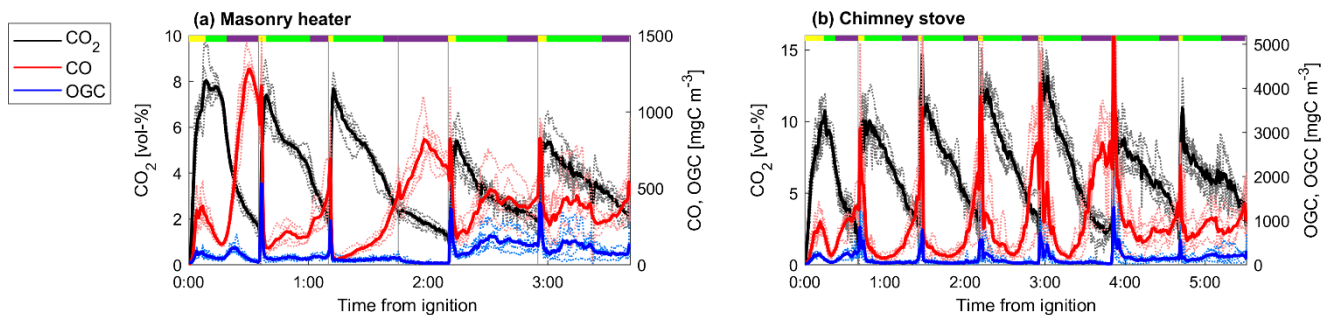 CO2
CO
OGC
(a) Masonry heater
CO2 [vol-%]
10
8
6
4
2
0
0:00
1:00
2:00
3:00
Time from ignition
1500
1000
500
0
CO, OGC [mgC m-3]
(b) Chimney stove
CO2 [vol-%]
15
10
5
0
0:00
1:00
2:00
3:00
4:00
5:00
Time from ignition
5000
4000
3000
2000
1000
0
OGC, CO [mgC m-3]